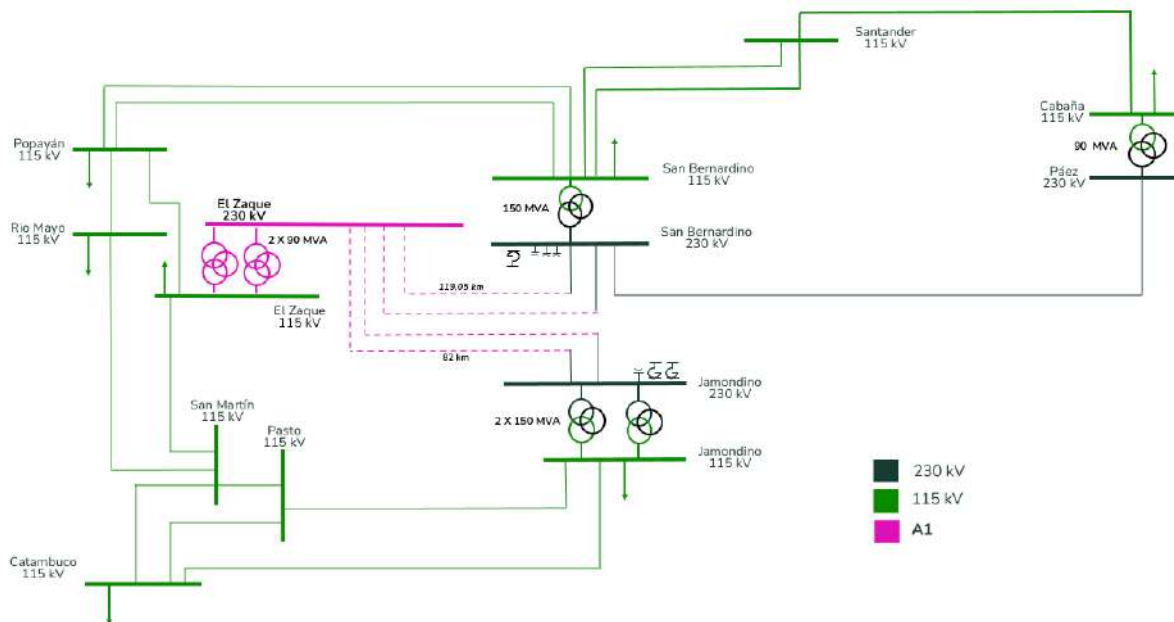 Santander
115 kV
Cabaña
115 kV
90 MVA
Páez
230 kV
Popayán
115 kV
San Bernardino
115 kV
El Zaque
230 kV
150 MVA
Río Mayo
115 kV
2 X 90 MVA
San Bernardino
230 kV
119,05 km
El Zaque
115 kV
82 km
Jamondino
230 kV
San Martín
115 kV
Pasto
115 kV
2 X 150 MVA
Jamondino
115 kV
230 kV
115 kV
A1
Catambuco
115 kV